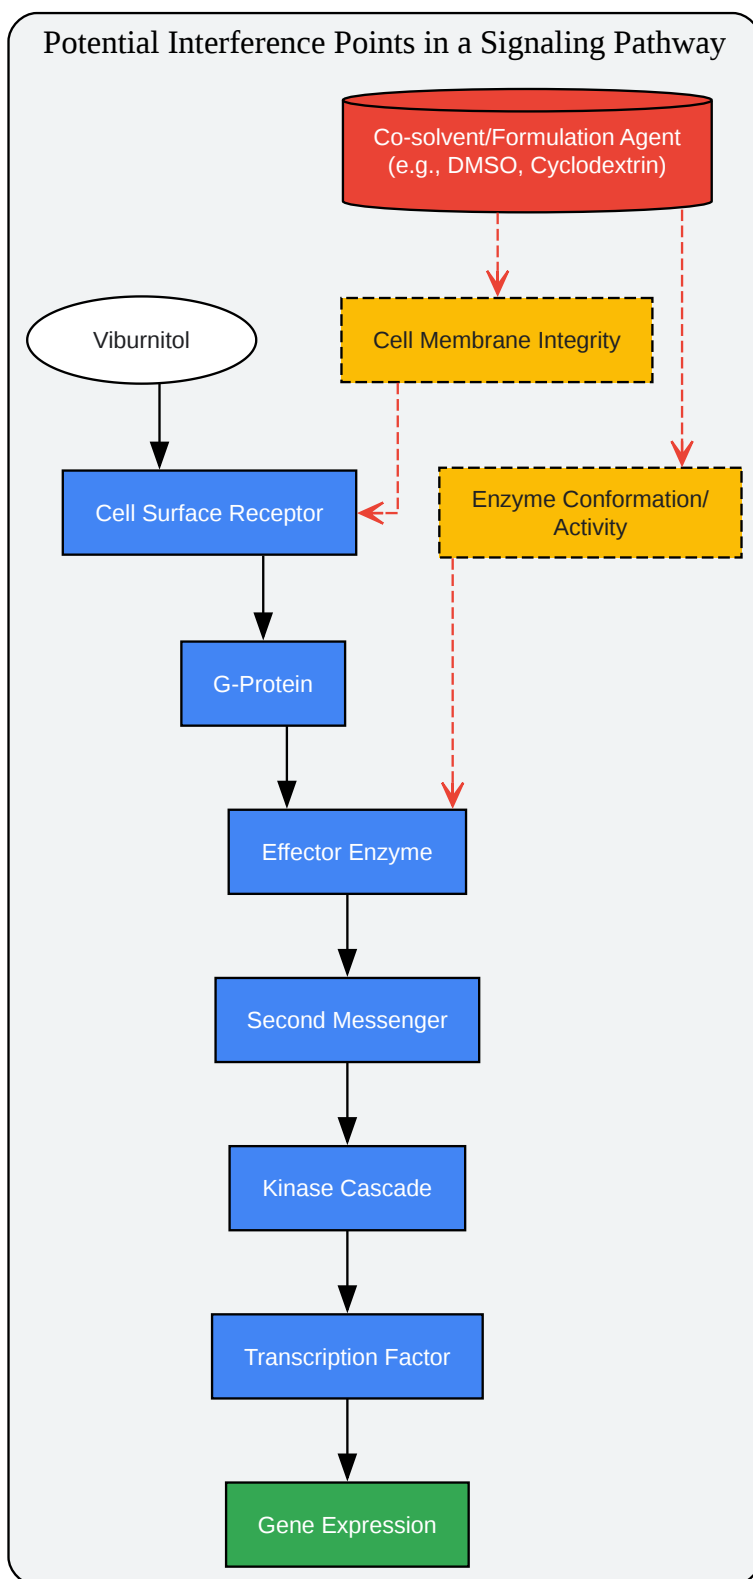 Potential Interference Points in a Signaling Pathway
Co-solvent/Formulation Agent
(e.g., DMSO, Cyclodextrin)
Viburnitol
Cell Membrane Integrity
Cell Surface Receptor
Enzyme Conformation/
Activity
G-Protein
Effector Enzyme
Second Messenger
Kinase Cascade
Transcription Factor
Gene Expression